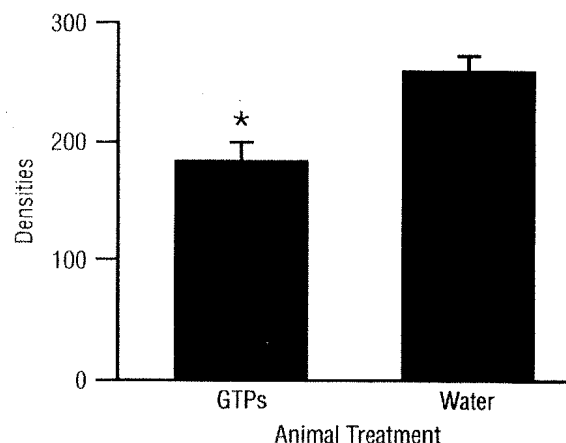 300
*
200
Densities
100
0
GTPs
Water
Animal Treatment